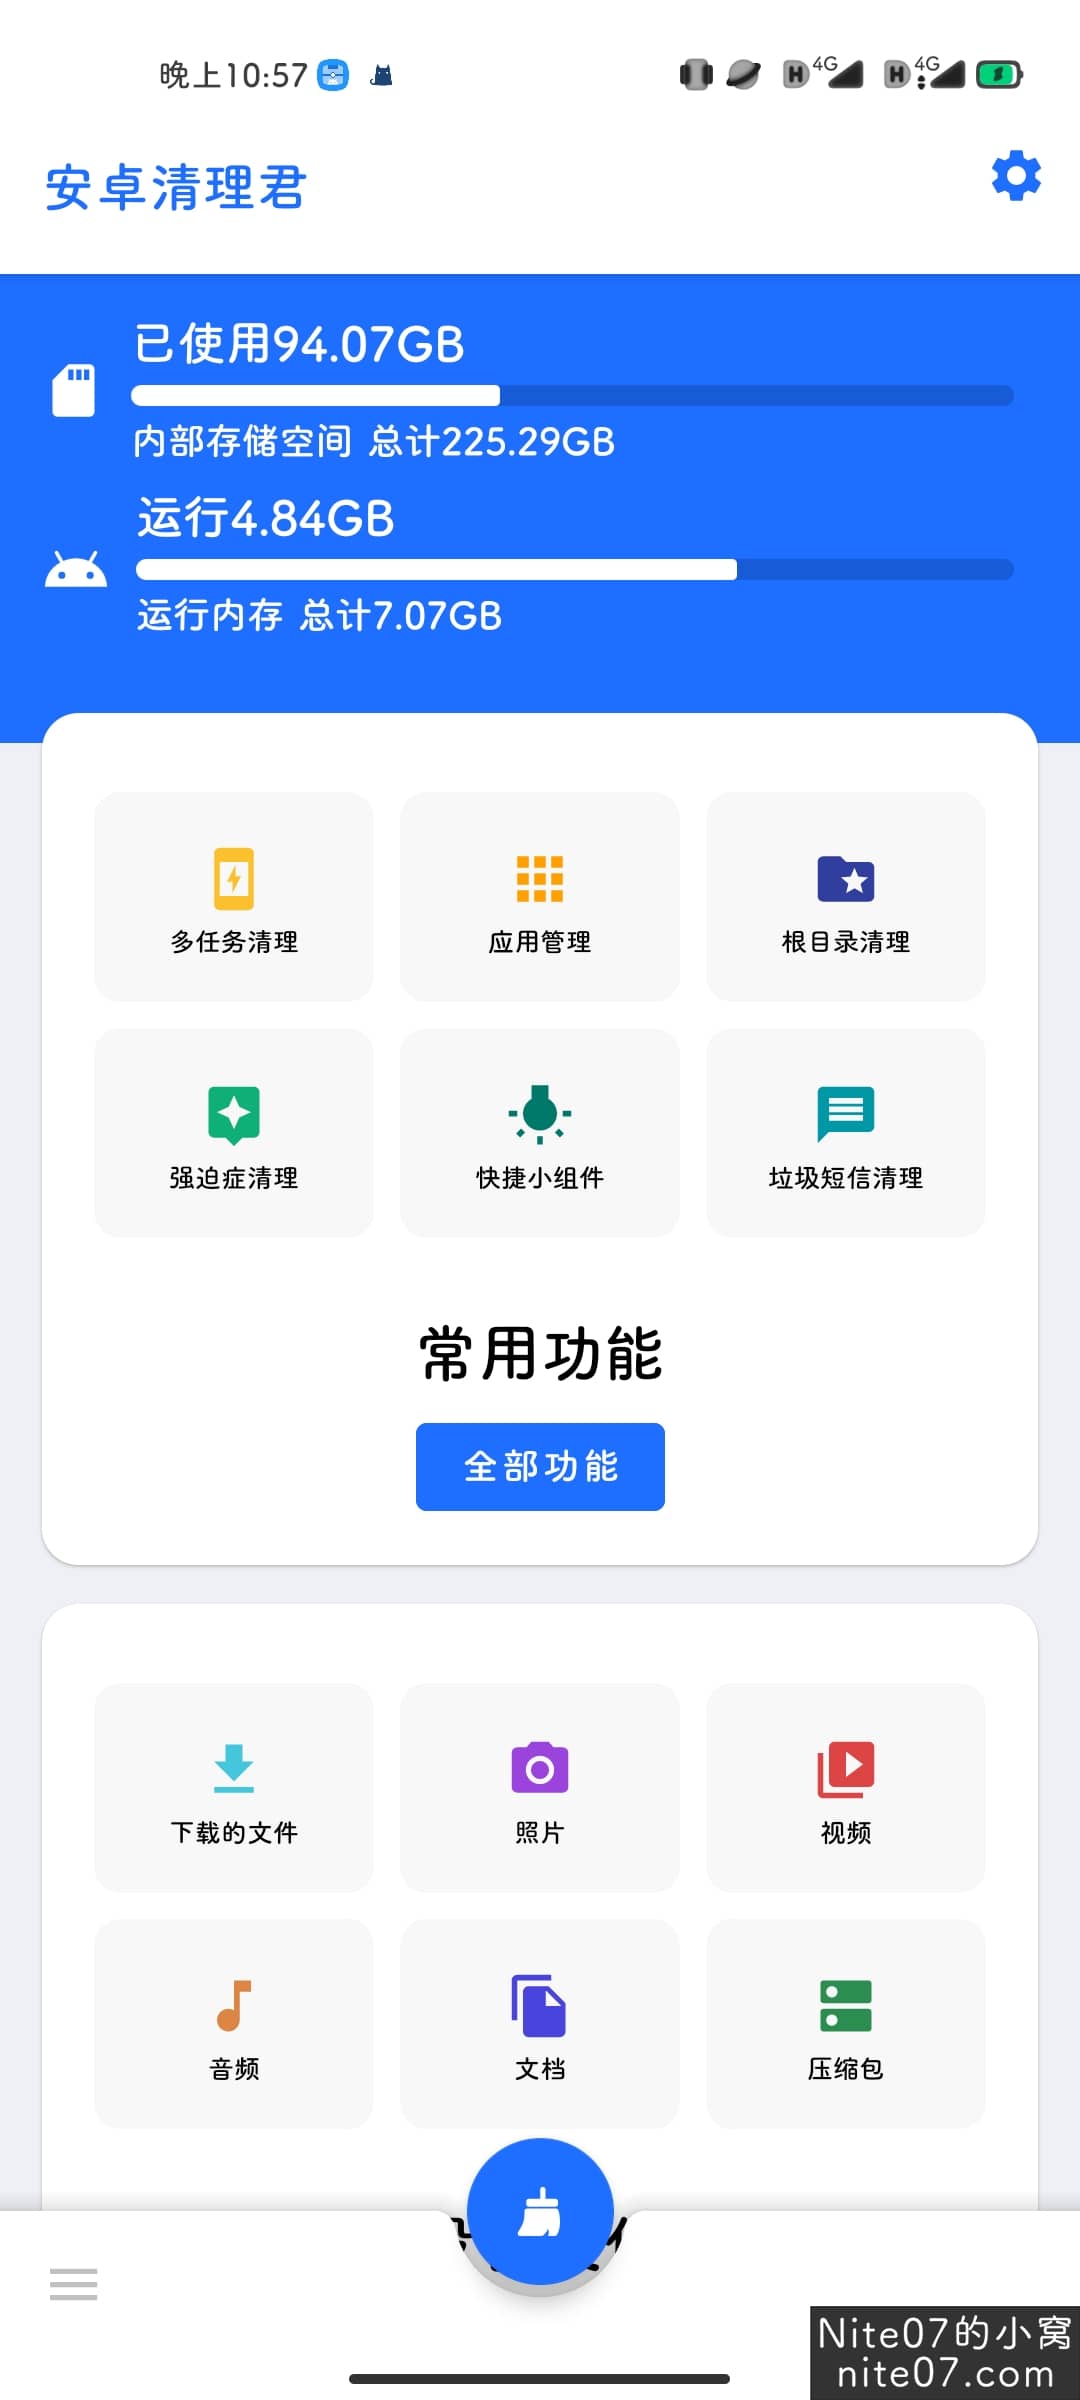 晚上10:57
4G
4G
安卓清理君
已使用94.07GB
内部存储空间 总计225.29GB
运行4.84GB
运行内存 总计7.07GB
多任务清理
应用管理
根目录清理
强迫症清理
快捷小组件
垃圾短信清理
常用功能
全部功能
下载的文件
照片
视频
音频
文档
压缩包
Nite07的小窝
nite07.com